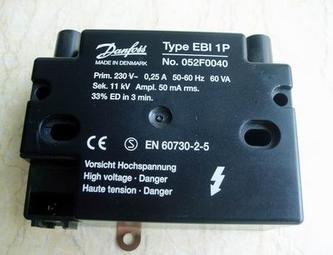 Danfoss
MADE IN DENMARK
Type EBI 1P
No. 052F0040
Prim. 230 V~ 0,25 A 50-60 Hz 60 VA
Sek. 11 kV Ampl. 50 mA rms.
33% ED in 3 min.
CE S EN 60730-2-5
Vorsicht Hochspannung
High voltage - Danger
Haute tension - Danger